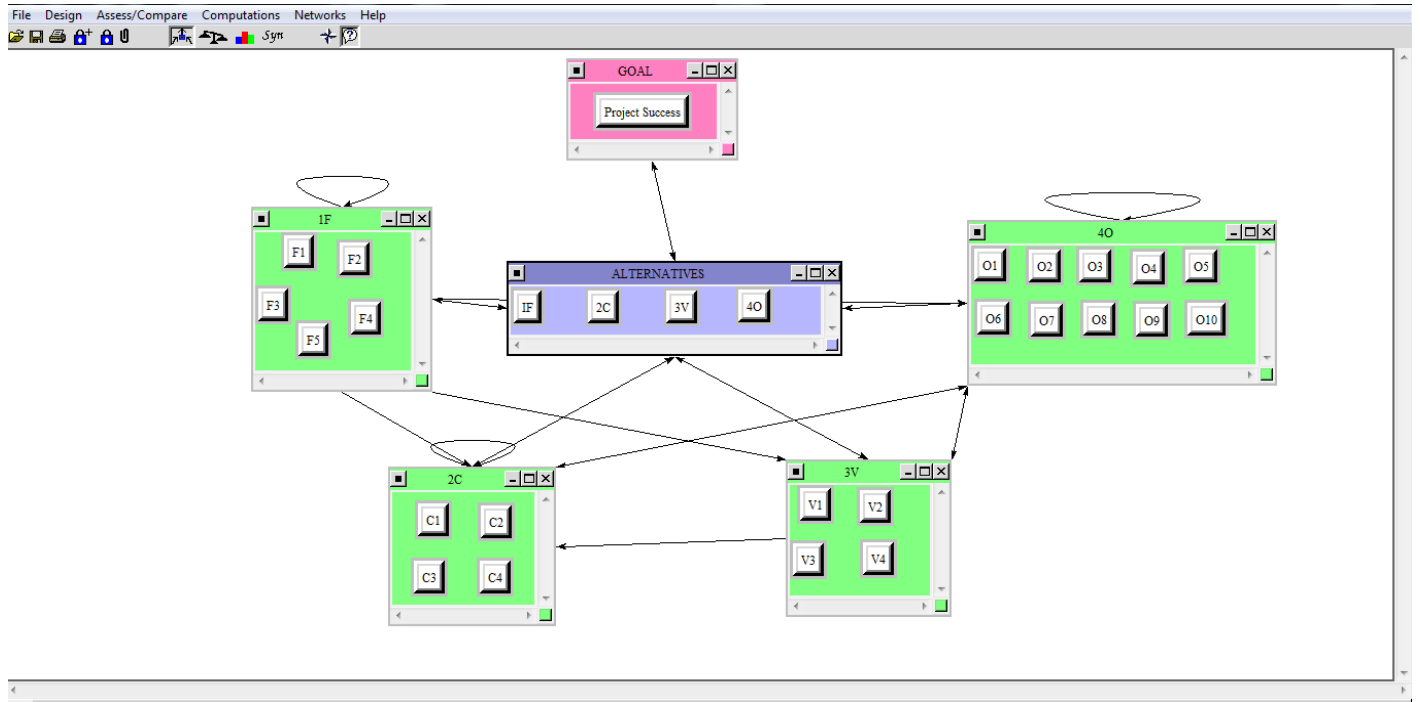 File Design Assess/Compare Computations Networks Help
Syn
GOAL
Project Success
1F
F1 F2
F3
F4
F5
ALTERNATIVES
1F 2C 3V 4O
4O
O1 O2 O3 O4 O5
O6 O7 O8 O9 O10
2C
C1 C2
C3 C4
3V
V1 V2
V3 V4